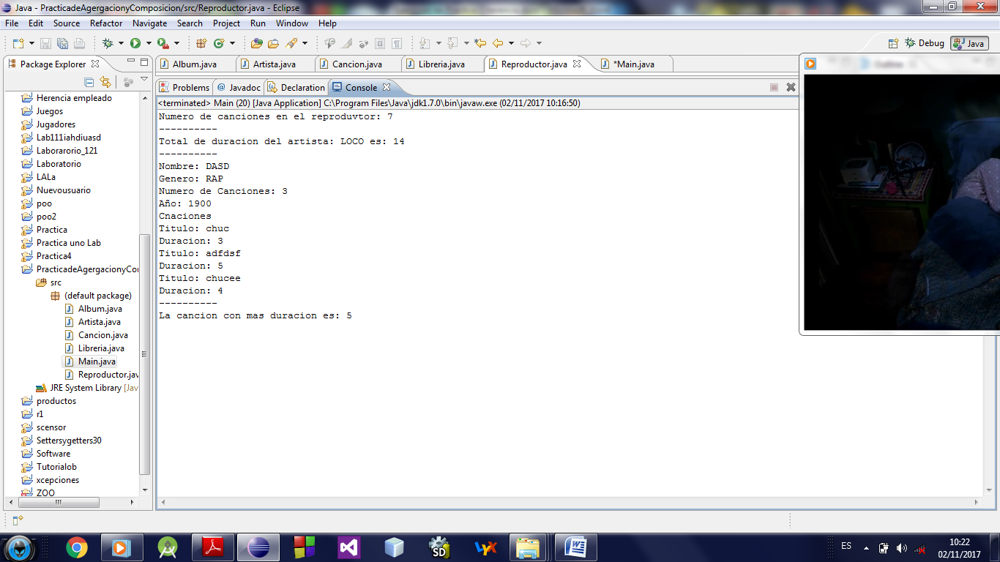 Java - PracticadeAgergacionyComposicion/src/Reproductor.java - Eclipse
File Edit Source Refactor Navigate Search Project Run Window Help
Debug Java
Package Explorer
Album.java Artista.java Cancion.java Libreria.java Reproductor.java *Main.java
Problems Javadoc Declaration Console
<terminated> Main (20) [Java Application] C:\Program Files\Java\jdk1.7.0\bin\javaw.exe (02/11/2017 10:16:50)
Numero de canciones en el reproduvtor: 7
----------
Total de duracion del artista: LOCO es: 14
----------
Nombre: DASD
Genero: RAP
Numero de Canciones: 3
Año: 1900
Cnaciones
Titulo: chuc
Duracion: 3
Titulo: adfdsf
Duracion: 5
Titulo: chucee
Duracion: 4
----------
La cancion con mas duracion es: 5
Herencia empleado
Juegos
Jugadores
Lab111iahdiuasd
Laborarorio_121
Laboratorio
LALa
Nuevousuario
poo
poo2
Practica
Practica uno Lab
Practica4
PracticadeAgergacionyCo
src
(default package)
Album.java
Artista.java
Cancion.java
Libreria.java
Main.java
Reproductor.jav
JRE System Library [Jav
productos
r1
scensor
Settersygetters30
Software
Tutorialob
xcepciones
ZOO
SD
LYX
ES
10:22
02/11/2017